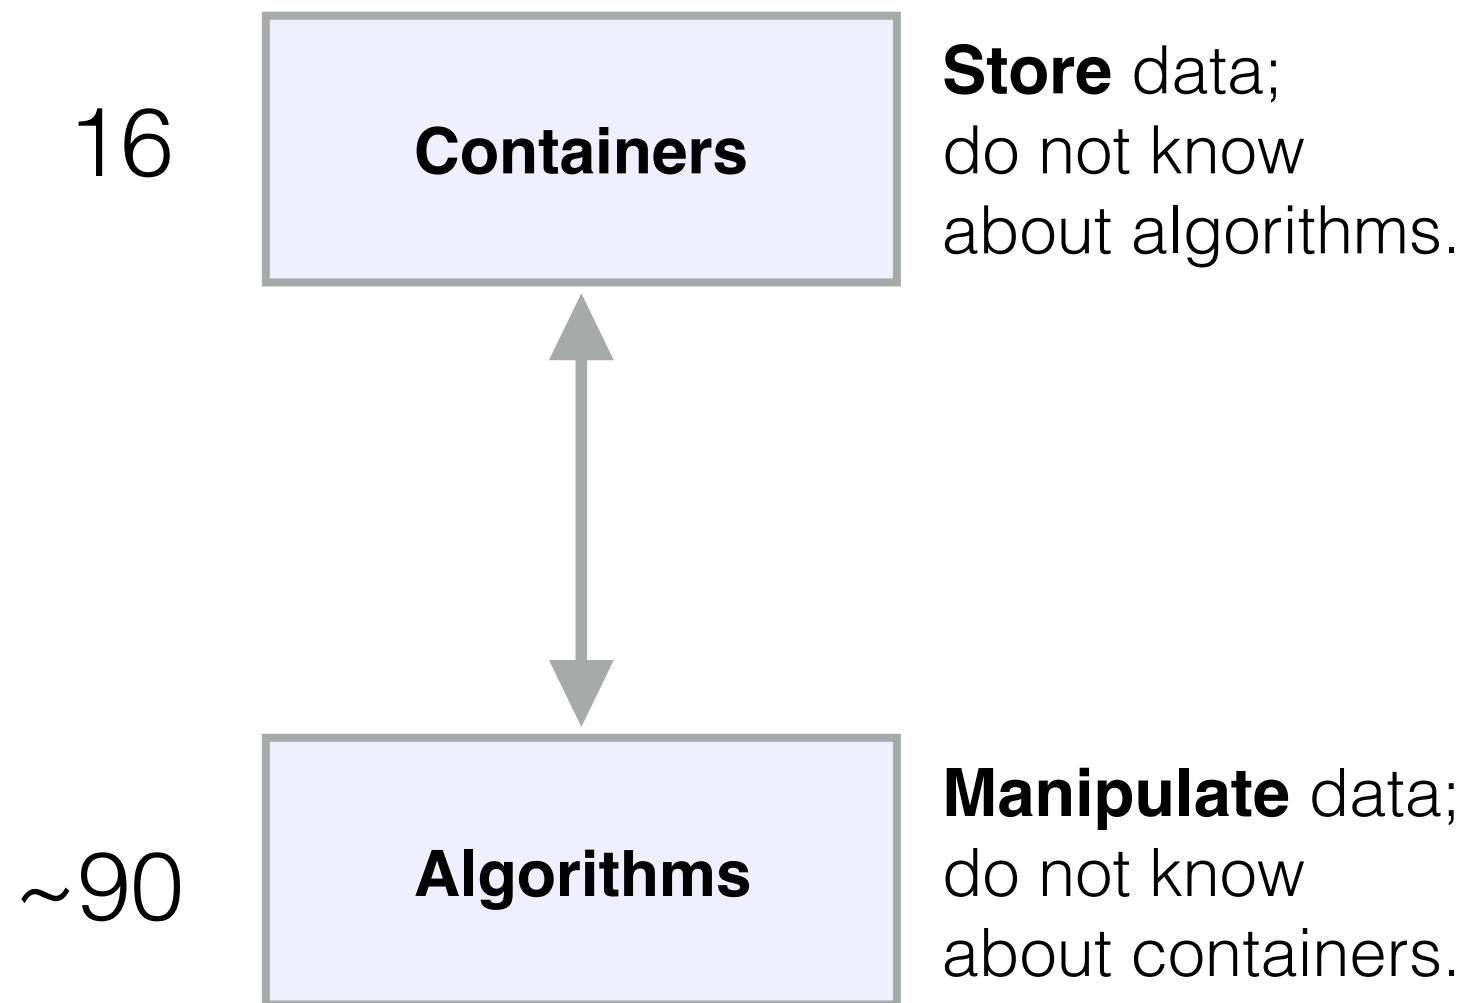 16
Containers
Store data;
do not know
about algorithms.
~90
Algorithms
Manipulate data;
do not know
about containers.